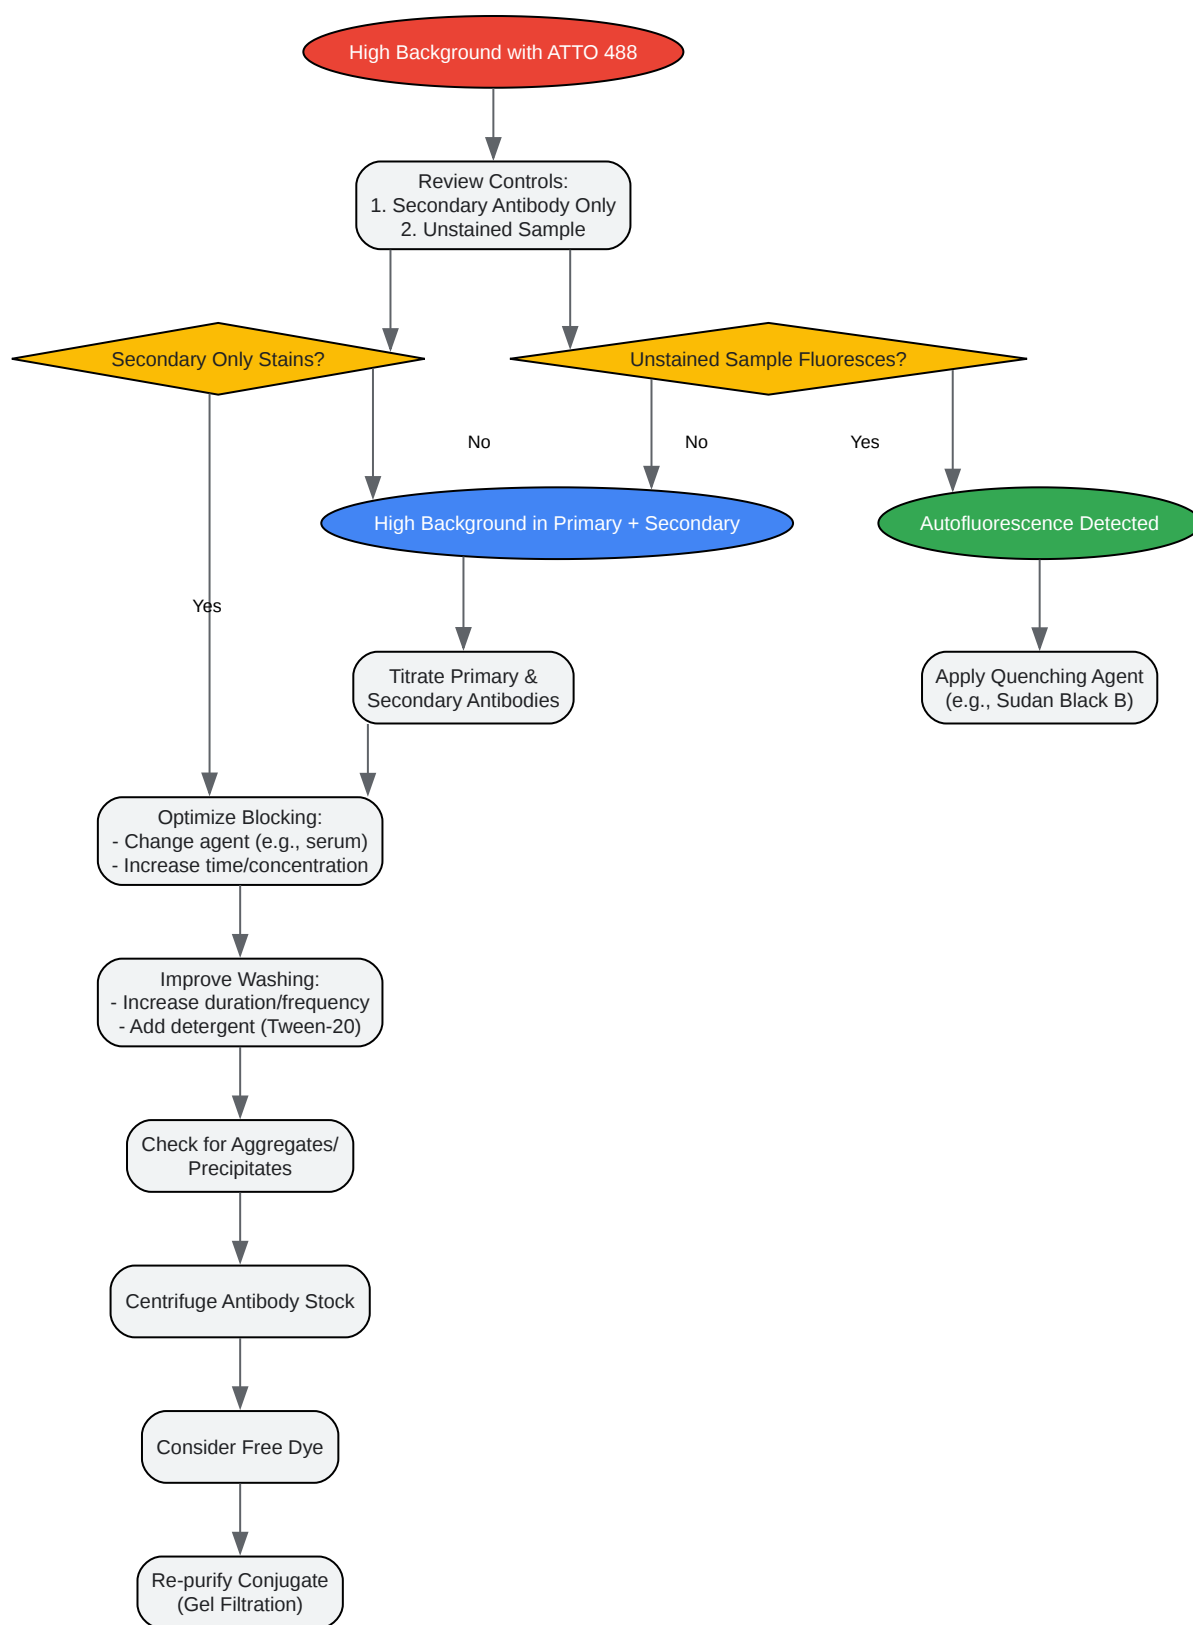 High Background with ATTO 488
Review Controls:
1. Secondary Antibody Only
2. Unstained Sample
Secondary Only Stains?
Unstained Sample Fluoresces?
No
No
Yes
High Background in Primary + Secondary
Autofluorescence Detected
Yes
Titrate Primary &
Secondary Antibodies
Apply Quenching Agent
(e.g., Sudan Black B)
Optimize Blocking:
- Change agent (e.g., serum)
- Increase time/concentration
Improve Washing:
- Increase duration/frequency
- Add detergent (Tween-20)
Check for Aggregates/
Precipitates
Centrifuge Antibody Stock
Consider Free Dye
Re-purify Conjugate
(Gel Filtration)